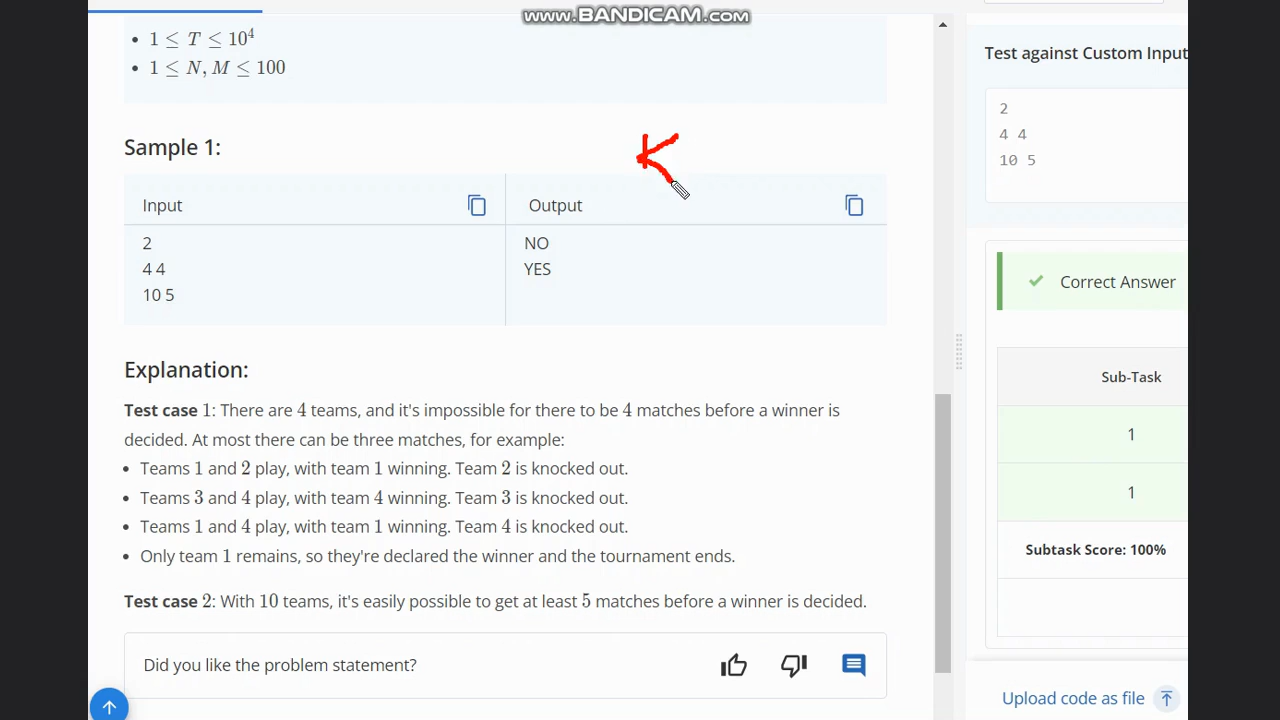 www.BANDICAM.com
1 ≤ T ≤ 10⁴
1 ≤ N, M ≤ 100
Sample 1:
Input
Output
2
4 4
10 5
NO
YES
Explanation:
Test case 1: There are 4 teams, and it's impossible for there to be 4 matches before a winner is
decided. At most there can be three matches, for example:
Teams 1 and 2 play, with team 1 winning. Team 2 is knocked out.
Teams 3 and 4 play, with team 4 winning. Team 3 is knocked out.
Teams 1 and 4 play, with team 1 winning. Team 4 is knocked out.
Only team 1 remains, so they're declared the winner and the tournament ends.
Test case 2: With 10 teams, it's easily possible to get at least 5 matches before a winner is decided.
Did you like the problem statement?
Test against Custom Input
2
4 4
10 5
Correct Answer
Sub-Task
1
1
Subtask Score: 100%
Upload code as file